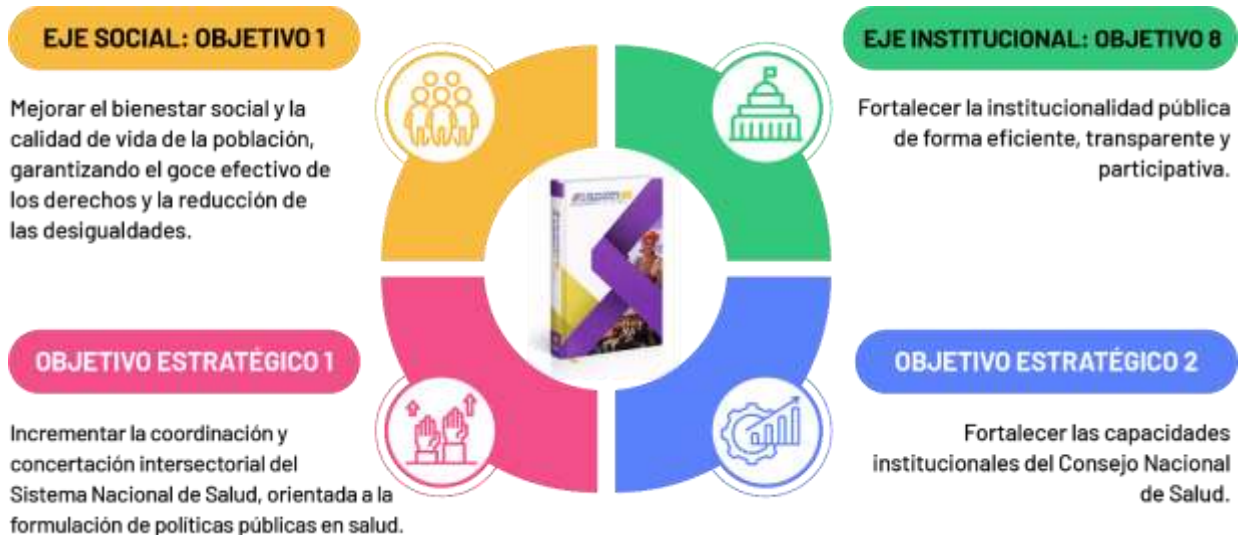 EJE SOCIAL: OBJETIVO 1
Mejorar el bienestar social y la
calidad de vida de la población,
garantizando el goce efectivo de
los derechos y la reducción de
las desigualdades.
EJE INSTITUCIONAL: OBJETIVO 8
Fortalecer la institucionalidad pública
de forma eficiente, transparente y
participativa.
OBJETIVO ESTRATÉGICO 1
Incrementar la coordinación y
concertación intersectorial del
Sistema Nacional de Salud, orientada a la
formulación de políticas públicas en salud.
OBJETIVO ESTRATÉGICO 2
Fortalecer las capacidades
institucionales del Consejo Nacional
de Salud.